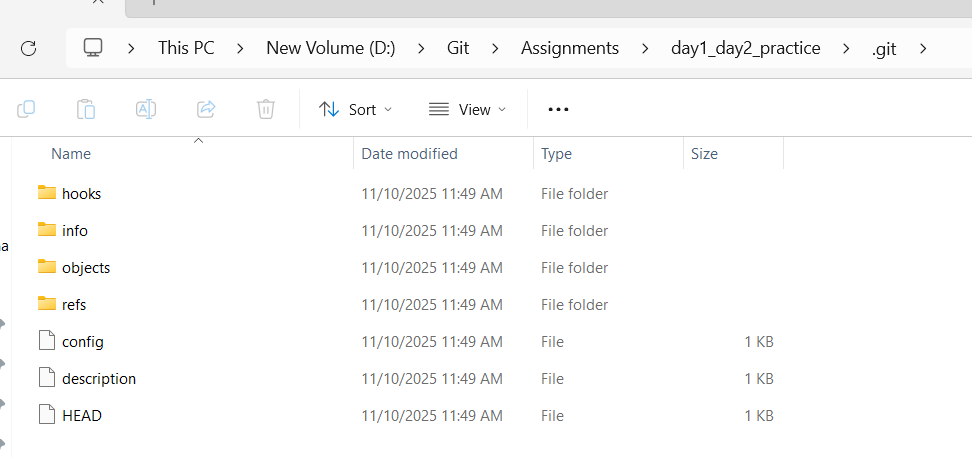 This PC > New Volume (D:) > Git > Assignments > day1_day2_practice > .git >
Sort View
Name Date modified Type Size
hooks 11/10/2025 11:49 AM File folder
info 11/10/2025 11:49 AM File folder
objects 11/10/2025 11:49 AM File folder
refs 11/10/2025 11:49 AM File folder
config 11/10/2025 11:49 AM File 1 KB
description 11/10/2025 11:49 AM File 1 KB
HEAD 11/10/2025 11:49 AM File 1 KB